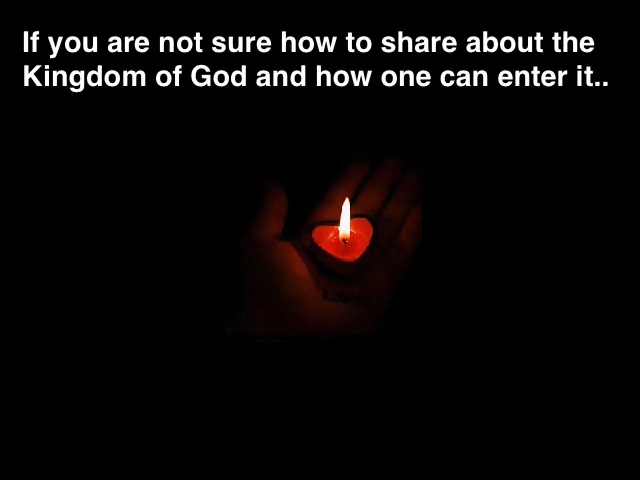 If you are not sure how to share about the
Kingdom of God and how one can enter it..